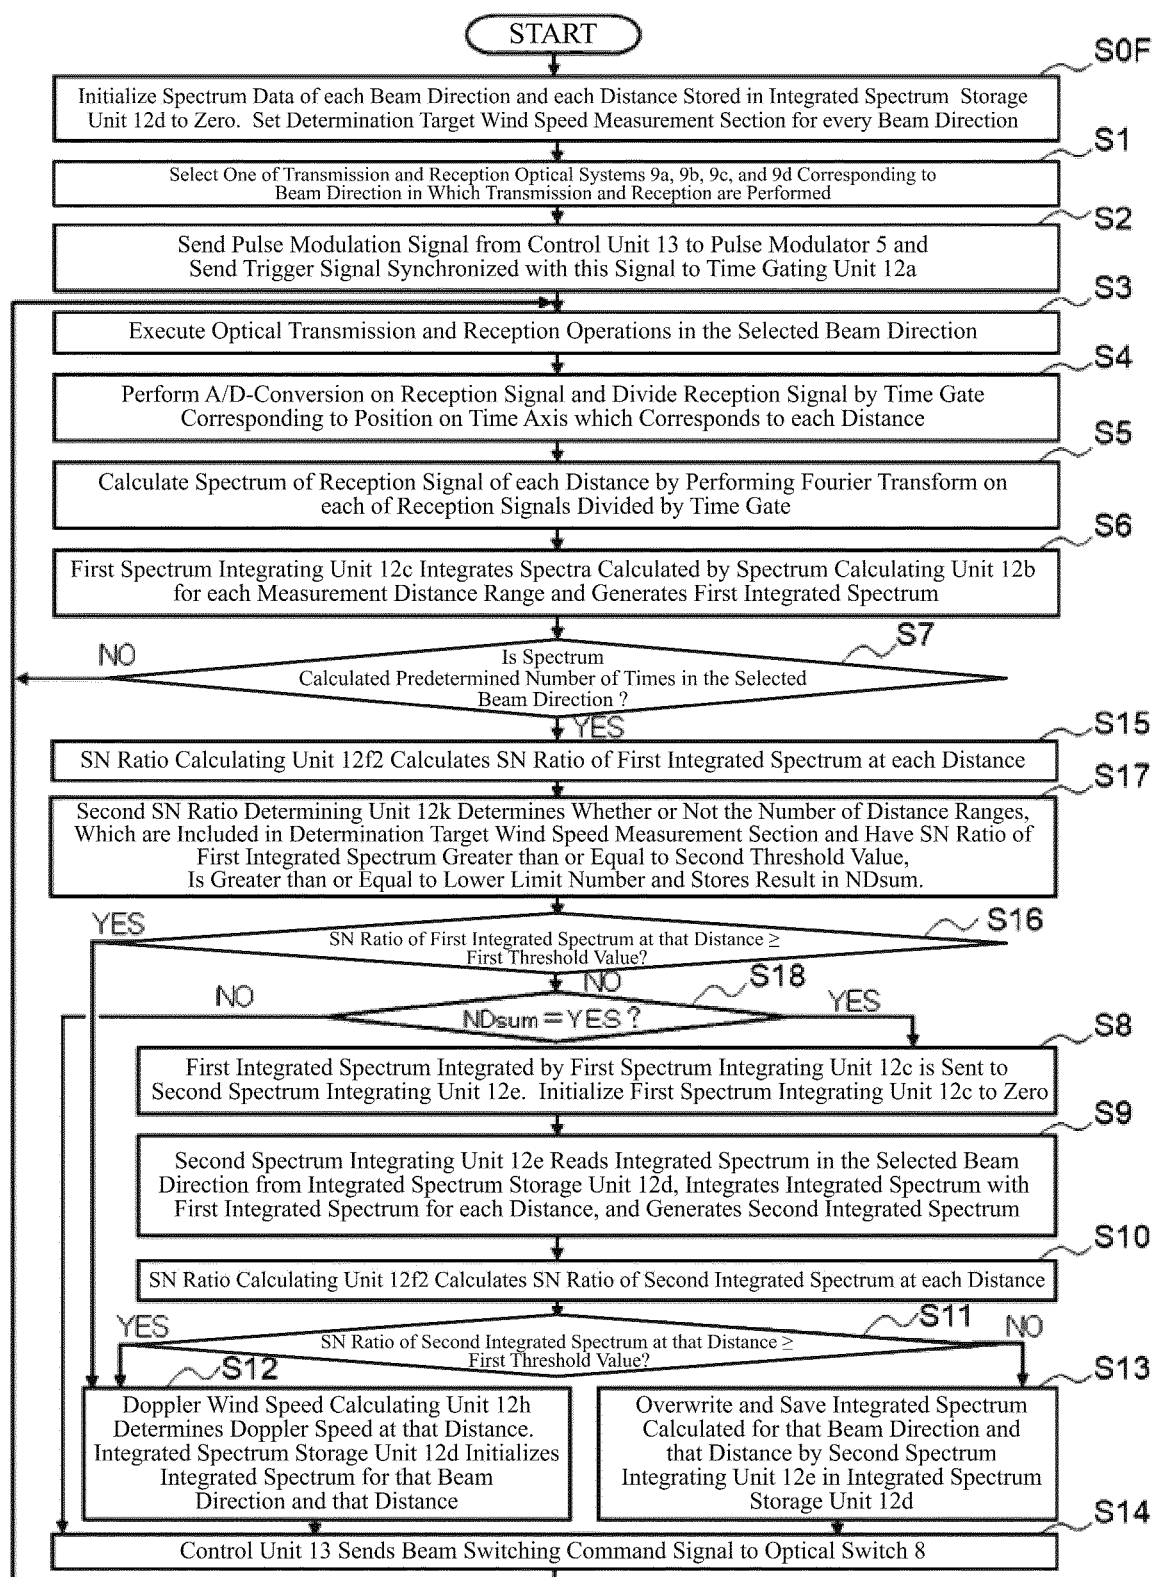 START
S0F
Initialize Spectrum Data of each Beam Direction and each Distance Stored in Integrated Spectrum Storage
Unit 12d to Zero. Set Determination Target Wind Speed Measurement Section for every Beam Direction
S1
Select One of Transmission and Reception Optical Systems 9a, 9b, 9c, and 9d Corresponding to
Beam Direction in Which Transmission and Reception are Performed
S2
Send Pulse Modulation Signal from Control Unit 13 to Pulse Modulator 5 and
Send Trigger Signal Synchronized with this Signal to Time Gating Unit 12a
S3
Execute Optical Transmission and Reception Operations in the Selected Beam Direction
S4
Perform A/D-Conversion on Reception Signal and Divide Reception Signal by Time Gate
Corresponding to Position on Time Axis which Corresponds to each Distance
S5
Calculate Spectrum of Reception Signal of each Distance by Performing Fourier Transform on
each of Reception Signals Divided by Time Gate
S6
First Spectrum Integrating Unit 12c Integrates Spectra Calculated by Spectrum Calculating Unit 12b
for each Measurement Distance Range and Generates First Integrated Spectrum
S7
NO
Is Spectrum
Calculated Predetermined Number of Times in the Selected
Beam Direction ?
YES
S15
SN Ratio Calculating Unit 12f2 Calculates SN Ratio of First Integrated Spectrum at each Distance
S17
Second SN Ratio Determining Unit 12k Determines Whether or Not the Number of Distance Ranges,
Which are Included in Determination Target Wind Speed Measurement Section and Have SN Ratio of
First Integrated Spectrum Greater than or Equal to Second Threshold Value,
Is Greater than or Equal to Lower Limit Number and Stores Result in NDsum.
YES
S16
SN Ratio of First Integrated Spectrum at that Distance ≥
First Threshold Value?
NO
S18
NO
NDsum=YES ?
YES
S8
First Integrated Spectrum Integrated by First Spectrum Integrating Unit 12c is Sent to
Second Spectrum Integrating Unit 12e. Initialize First Spectrum Integrating Unit 12c to Zero
S9
Second Spectrum Integrating Unit 12e Reads Integrated Spectrum in the Selected Beam
Direction from Integrated Spectrum Storage Unit 12d, Integrates Integrated Spectrum with
First Integrated Spectrum for each Distance, and Generates Second Integrated Spectrum
S10
SN Ratio Calculating Unit 12f2 Calculates SN Ratio of Second Integrated Spectrum at each Distance
S11
YES
SN Ratio of Second Integrated Spectrum at that Distance ≥
First Threshold Value?
NO
S12
Doppler Wind Speed Calculating Unit 12h
Determines Doppler Speed at that Distance.
Integrated Spectrum Storage Unit 12d Initializes
Integrated Spectrum for that Beam
Direction and that Distance
S13
Overwrite and Save Integrated Spectrum
Calculated for that Beam Direction and
that Distance by Second Spectrum
Integrating Unit 12e in Integrated Spectrum
Storage Unit 12d
S14
Control Unit 13 Sends Beam Switching Command Signal to Optical Switch 8